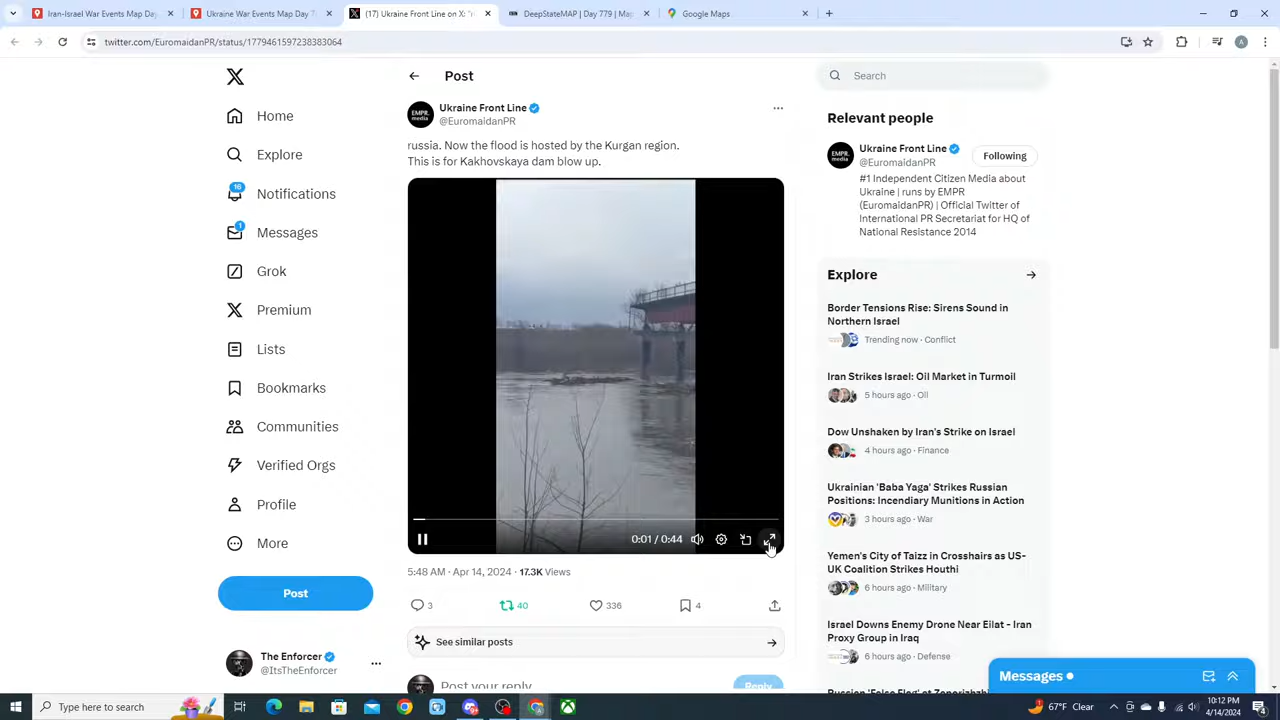 Iran-Israel War Events Map Day
Ukraine War Events Map Day 7
(17) Ukraine Front Line on X: "r
DeepStateMAP | Day 779 | Ma
Google Maps
twitter.com/EuromaidanPR/status/1779461597238383064
A
Home
Explore
16
Notifications
1
Messages
Grok
Premium
Lists
Bookmarks
Communities
Verified Orgs
Profile
More
Post
The Enforcer
@ItsTheEnforcer
Post
EMPR.
media
Ukraine Front Line
@EuromaidanPR
russia. Now the flood is hosted by the Kurgan region.
This is for Kakhovskaya dam blow up.
0:01 / 0:44
5:48 AM · Apr 14, 2024 · 17.3K Views
3
40
336
4
See similar posts
Post your reply
Reply
Search
Relevant people
EMPR.
media
Ukraine Front Line
@EuromaidanPR
Following
#1 Independent Citizen Media about
Ukraine | runs by EMPR
(EuromaidanPR) | Official Twitter of
International PR Secretariat for HQ of
National Resistance 2014
Explore
Border Tensions Rise: Sirens Sound in
Northern Israel
Trending now · Conflict
Iran Strikes Israel: Oil Market in Turmoil
5 hours ago · Oil
Dow Unshaken by Iran's Strike on Israel
4 hours ago · Finance
Ukrainian 'Baba Yaga' Strikes Russian
Positions: Incendiary Munitions in Action
3 hours ago · War
Yemen's City of Taizz in Crosshairs as US-
UK Coalition Strikes Houthi
6 hours ago · Military
Israel Downs Enemy Drone Near Eilat - Iran
Proxy Group in Iraq
6 hours ago · Defense
Messages
Type here to search
67°F Clear
10:12 PM
4/14/2024